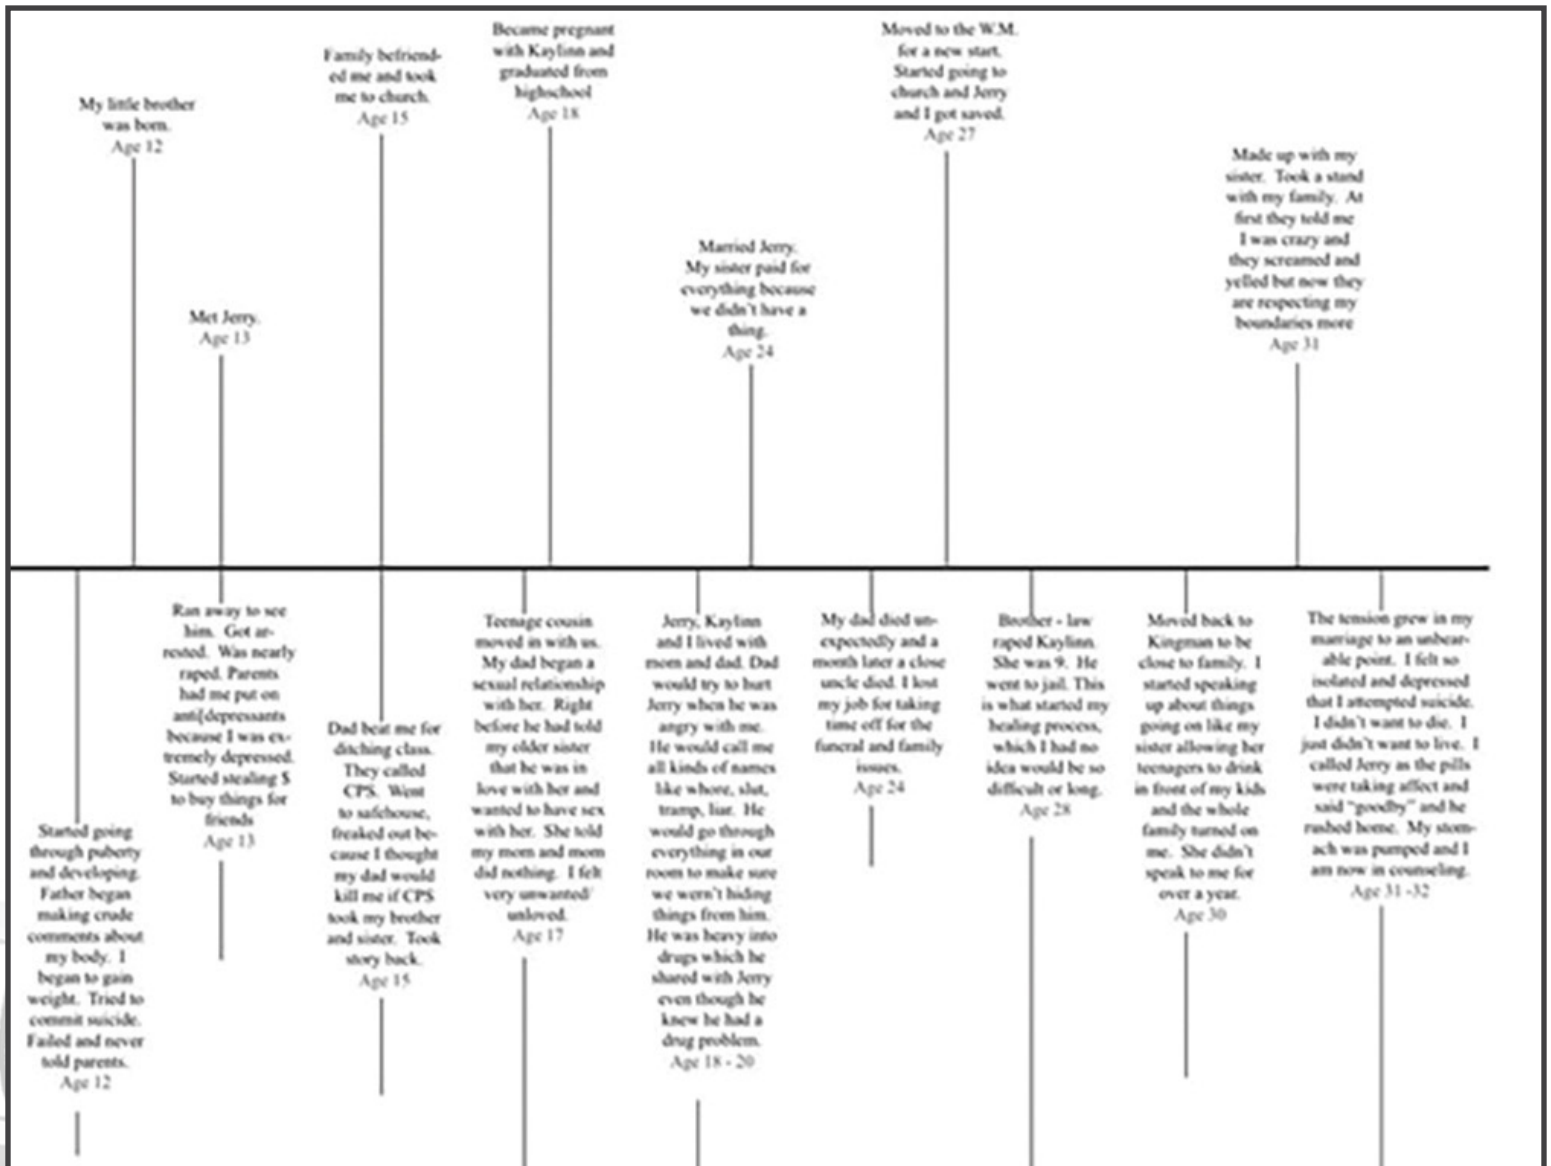 My little brother
was born.
Age 12
Met Jerry.
Age 13
Family befriend-
ed me and took
me to church.
Age 15
Became pregnant
with Kaylinn and
graduated from
highschool
Age 18
Married Jerry.
My sister paid for
everything because
we didn't have a
thing.
Age 24
Moved to the W.M.
for a new start.
Started going to
church and Jerry
and I got saved.
Age 27
Made up with my
sister. Took a stand
with my family. At
first they told me
I was crazy and
they screamed and
yelled but now they
are respecting my
boundaries more
Age 31
Started going
through puberty
and developing.
Father began
making crude
comments about
my body. I
began to gain
weight. Tried to
commit suicide.
Failed and never
told parents.
Age 12
Ran away to see
him. Got ar-
rested. Was nearly
raped. Parents
had me put on
anti[depressants
because I was ex-
tremely depressed.
Started stealing $
to buy things for
friends
Age 13
Dad beat me for
ditching class.
They called
CPS. Went
to safehouse,
freaked out be-
cause I thought
my dad would
kill me if CPS
took my brother
and sister. Took
story back.
Age 15
Teenage cousin
moved in with us.
My dad began a
sexual relationship
with her. Right
before he had told
my older sister
that he was in
love with her and
wanted to have sex
with her. She told
my mom and mom
did nothing. I felt
very unwanted/
unloved.
Age 17
Jerry, Kaylinn
and I lived with
mom and dad. Dad
would try to hurt
Jerry when he was
angry with me.
He would call me
all kinds of names
like whore, slut,
tramp, liar. He
would go through
everything in our
room to make sure
we wern't hiding
things from him.
He was heavy into
drugs which he
shared with Jerry
even though he
knew he had a
drug problem.
Age 18 - 20
My dad died un-
expectedly and a
month later a close
uncle died. I lost
my job for taking
time off for the
funeral and family
issues.
Age 24
Brother - law
raped Kaylinn.
She was 9. He
went to jail. This
is what started my
healing process,
which I had no
idea would be so
difficult or long.
Age 28
Moved back to
Kingman to be
close to family. I
started speaking
up about things
going on like my
sister allowing her
teenagers to drink
in front of my kids
and the whole
family turned on
me. She didn't
speak to me for
over a year.
Age 30
The tension grew in my
marriage to an unbear-
able point. I felt so
isolated and depressed
that I attempted suicide.
I didn't want to die. I
just didn't want to live. I
called Jerry as the pills
were taking affect and
said "goodby" and he
rushed home. My stom-
ach was pumped and I
am now in counseling.
Age 31 -32